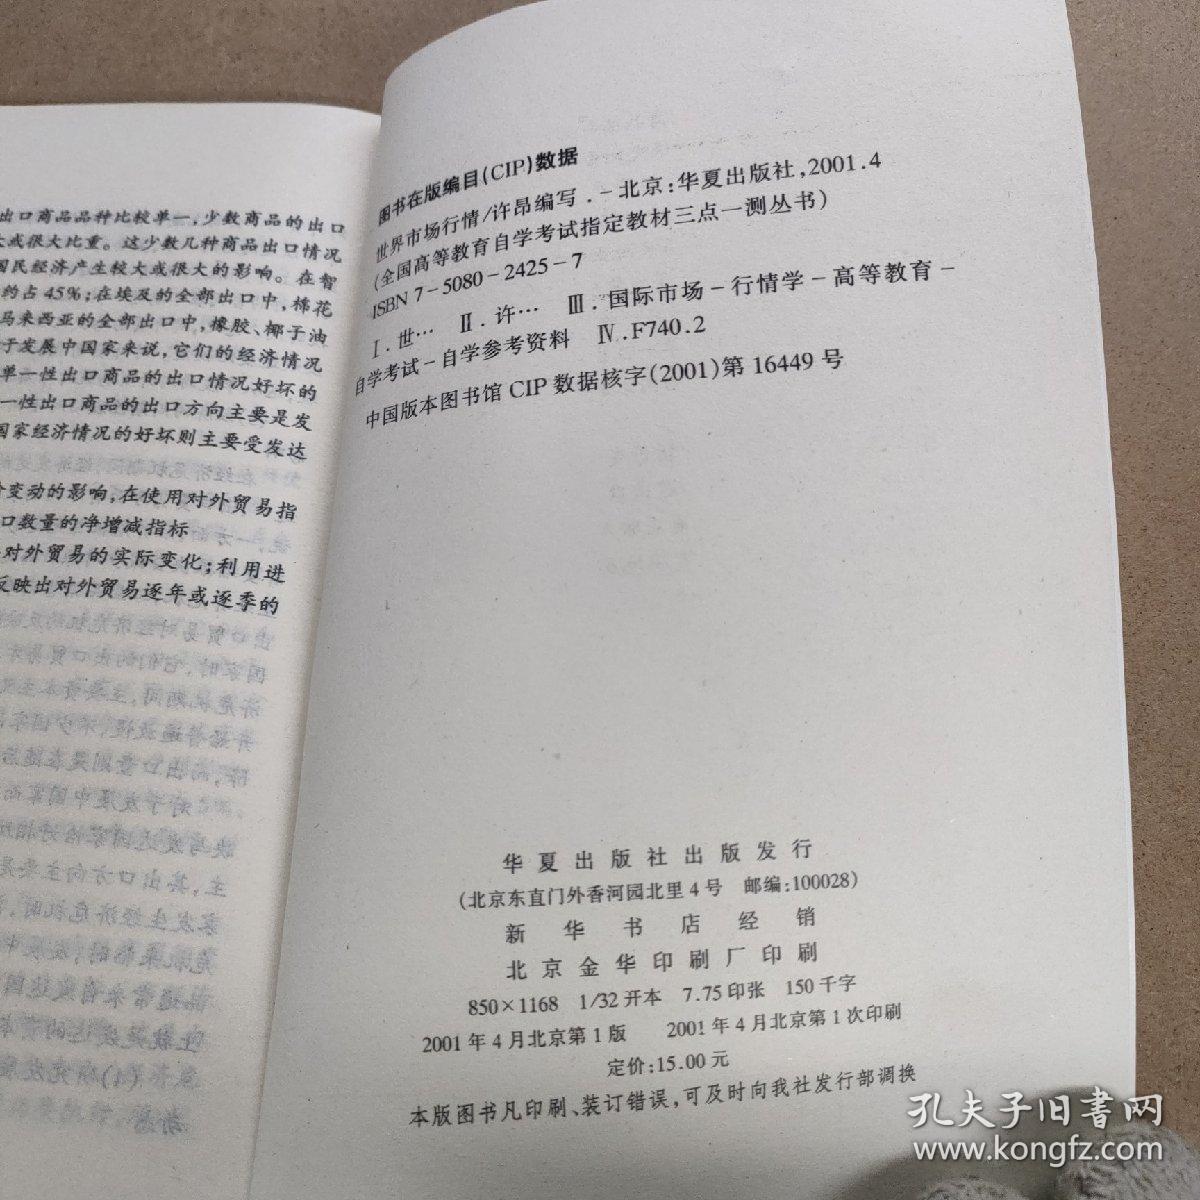 出口商品品种比较单一,少数商品的出口
大或很大比重。这少数几种商品出口情况
国民经济产生较大或很大的影响。在智
约占45%;在埃及的全部出口中,棉花
马来西亚的全部出口中,橡胶、椰子油
于发展中国家来说,它们的经济情况
单一性出口商品的出口情况好坏的
一性出口商品的出口方向主要是发
国家经济情况的好坏则主要受发达
变动的影响,在使用对外贸易指
口数量的净增减指标
对外贸易的实际变化;利用进
反映出对外贸易逐年或逐季的
图书在版编目(CIP)数据
世界市场行情/许昂编写.-北京:华夏出版社,2001.4
(全国高等教育自学考试指定教材三点一测丛书)
ISBN 7-5080-2425-7
Ⅰ.世… Ⅱ.许… Ⅲ.国际市场-行情学-高等教育-
自学考试-自学参考资料 Ⅳ.F740.2
中国版本图书馆CIP数据核字(2001)第16449号
华夏出版社出版发行
(北京东直门外香河园北里4号 邮编:100028)
新华书店经销
北京金华印刷厂印刷
850×1168 1/32开本 7.75印张 150千字
2001年4月北京第1版 2001年4月北京第1次印刷
定价:15.00元
本版图书凡印刷、装订错误,可及时向我社发行部调换
孔夫子旧书网
www.kongfz.com